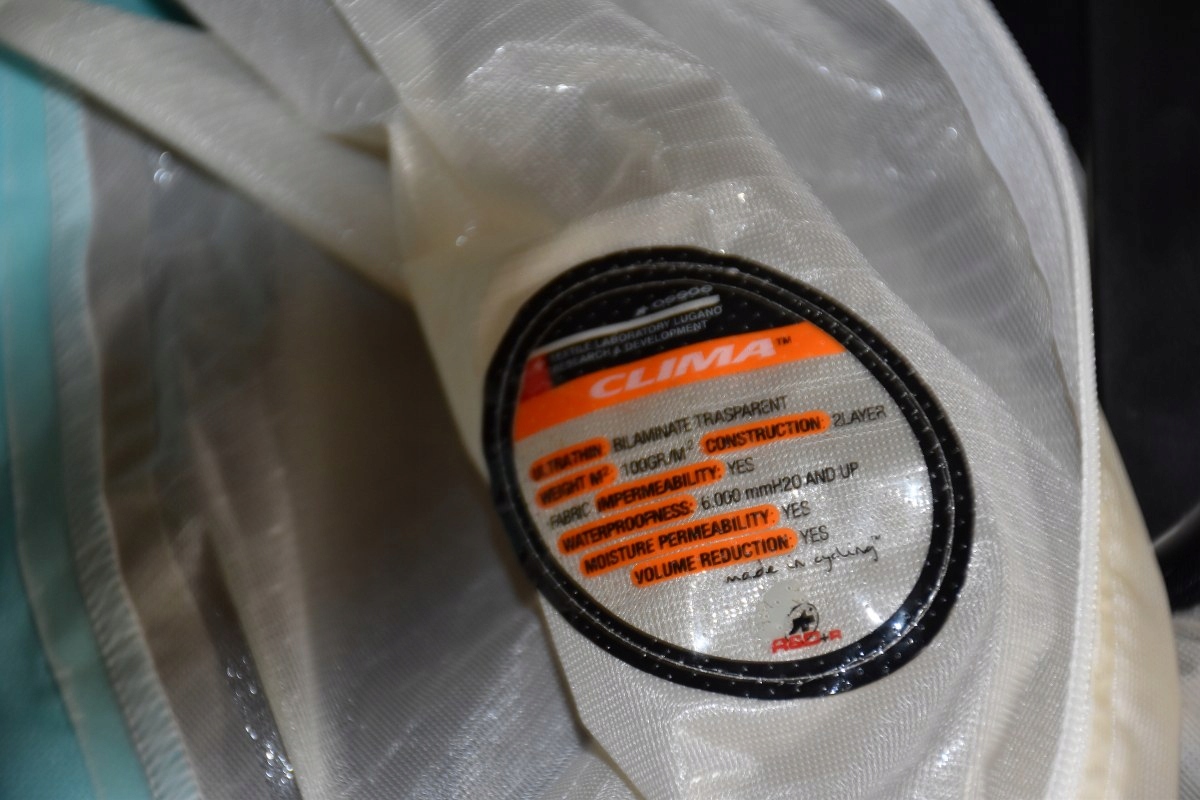 ASSOS
TEXTILE LABORATORY LUGANO
RESEARCH & DEVELOPMENT
CLIMA™
ULTRATHIN BILAMINATE TRASPARENT
WEIGHT M² 100GR/M² CONSTRUCTION 2LAYER
FABRIC IMPERMEABILITY: YES
WATERPROOFNESS: 6.000 mmH2O AND UP
MOISTURE PERMEABILITY: YES
VOLUME REDUCTION: YES
made in cycling™
R&D+R